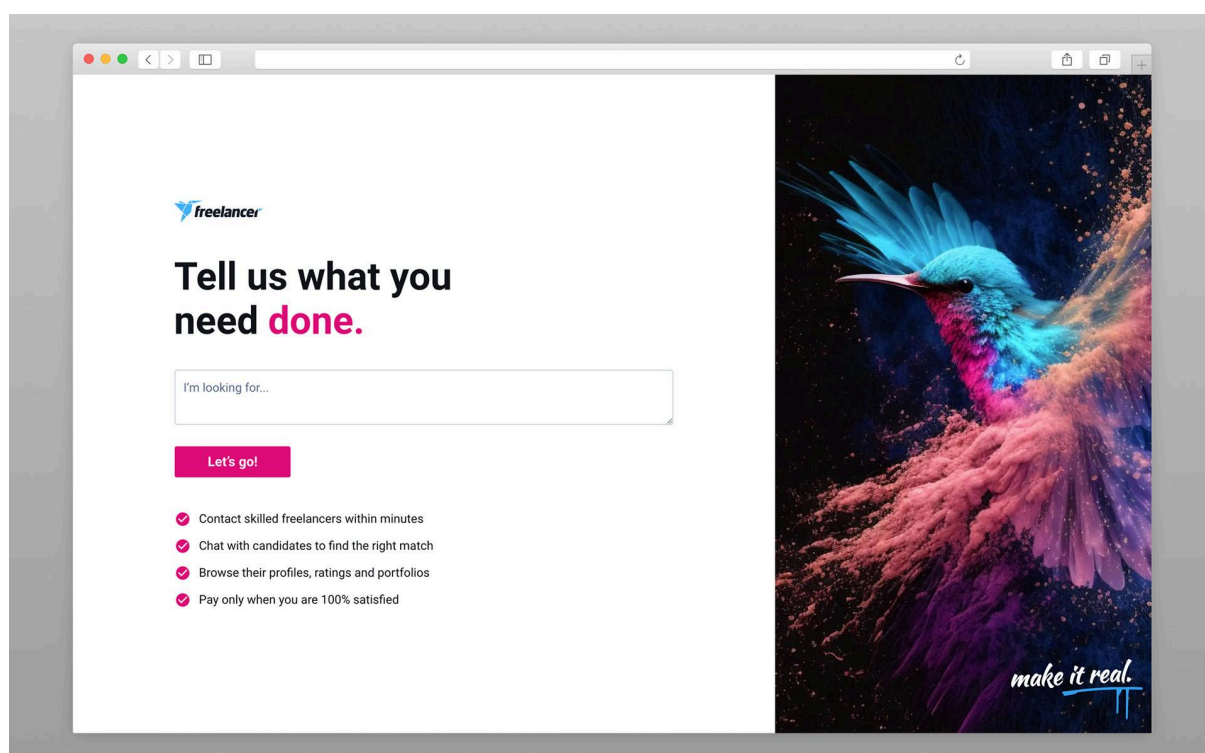 freelancer
Tell us what you
need done.
I'm looking for...
Let's go!
Contact skilled freelancers within minutes
Chat with candidates to find the right match
Browse their profiles, ratings and portfolios
Pay only when you are 100% satisfied
make it real.